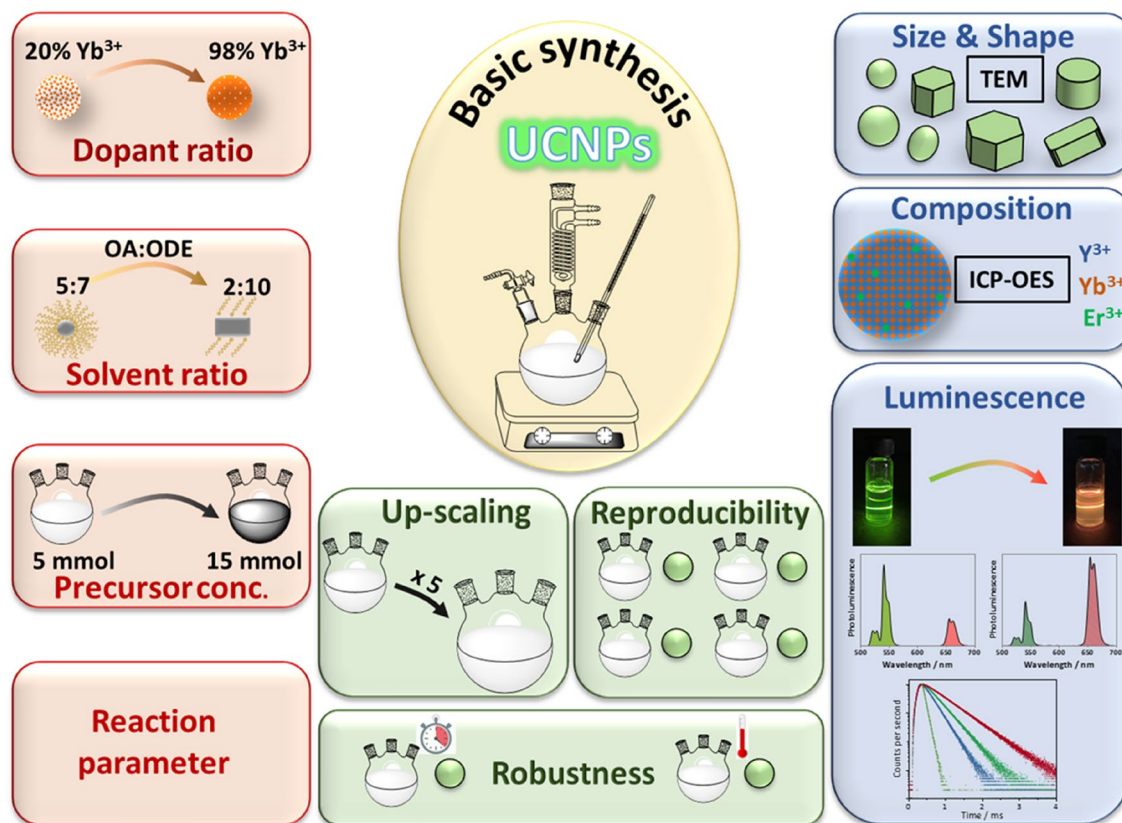 20% Yb³⁺
98% Yb³⁺
Dopant ratio
OA:ODE
5:7
2:10
Solvent ratio
5 mmol
15 mmol
Precursor conc.
Reaction
parameter
Basic synthesis
UCNPs
Up-scaling
x 5
Reproducibility
Robustness
Size & Shape
TEM
Composition
ICP-OES
Y³⁺
Yb³⁺
Er³⁺
Luminescence
Photoluminescence
500 550 600 650 700
Wavelength / nm
Photoluminescence
500 550 600 650 700
Wavelength / nm
Counts per second
0 1 2 3 4
Time / ms